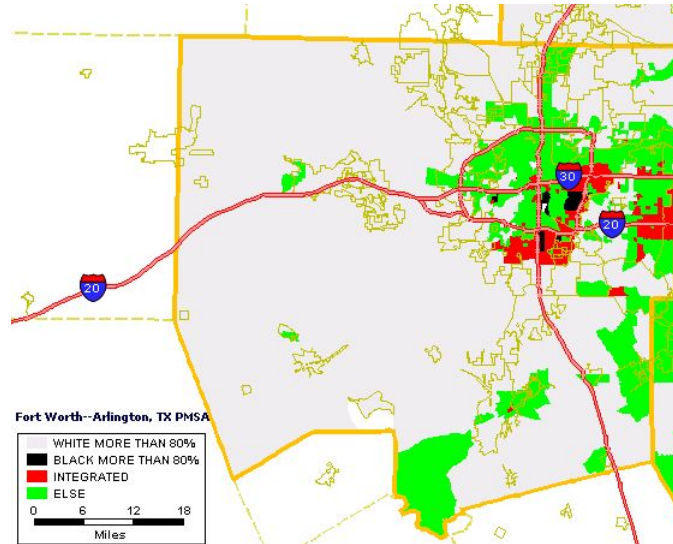 30
20
20
Fort Worth--Arlington, TX PMSA
WHITE MORE THAN 80%
BLACK MORE THAN 80%
INTEGRATED
ELSE
0 6 12 18
Miles